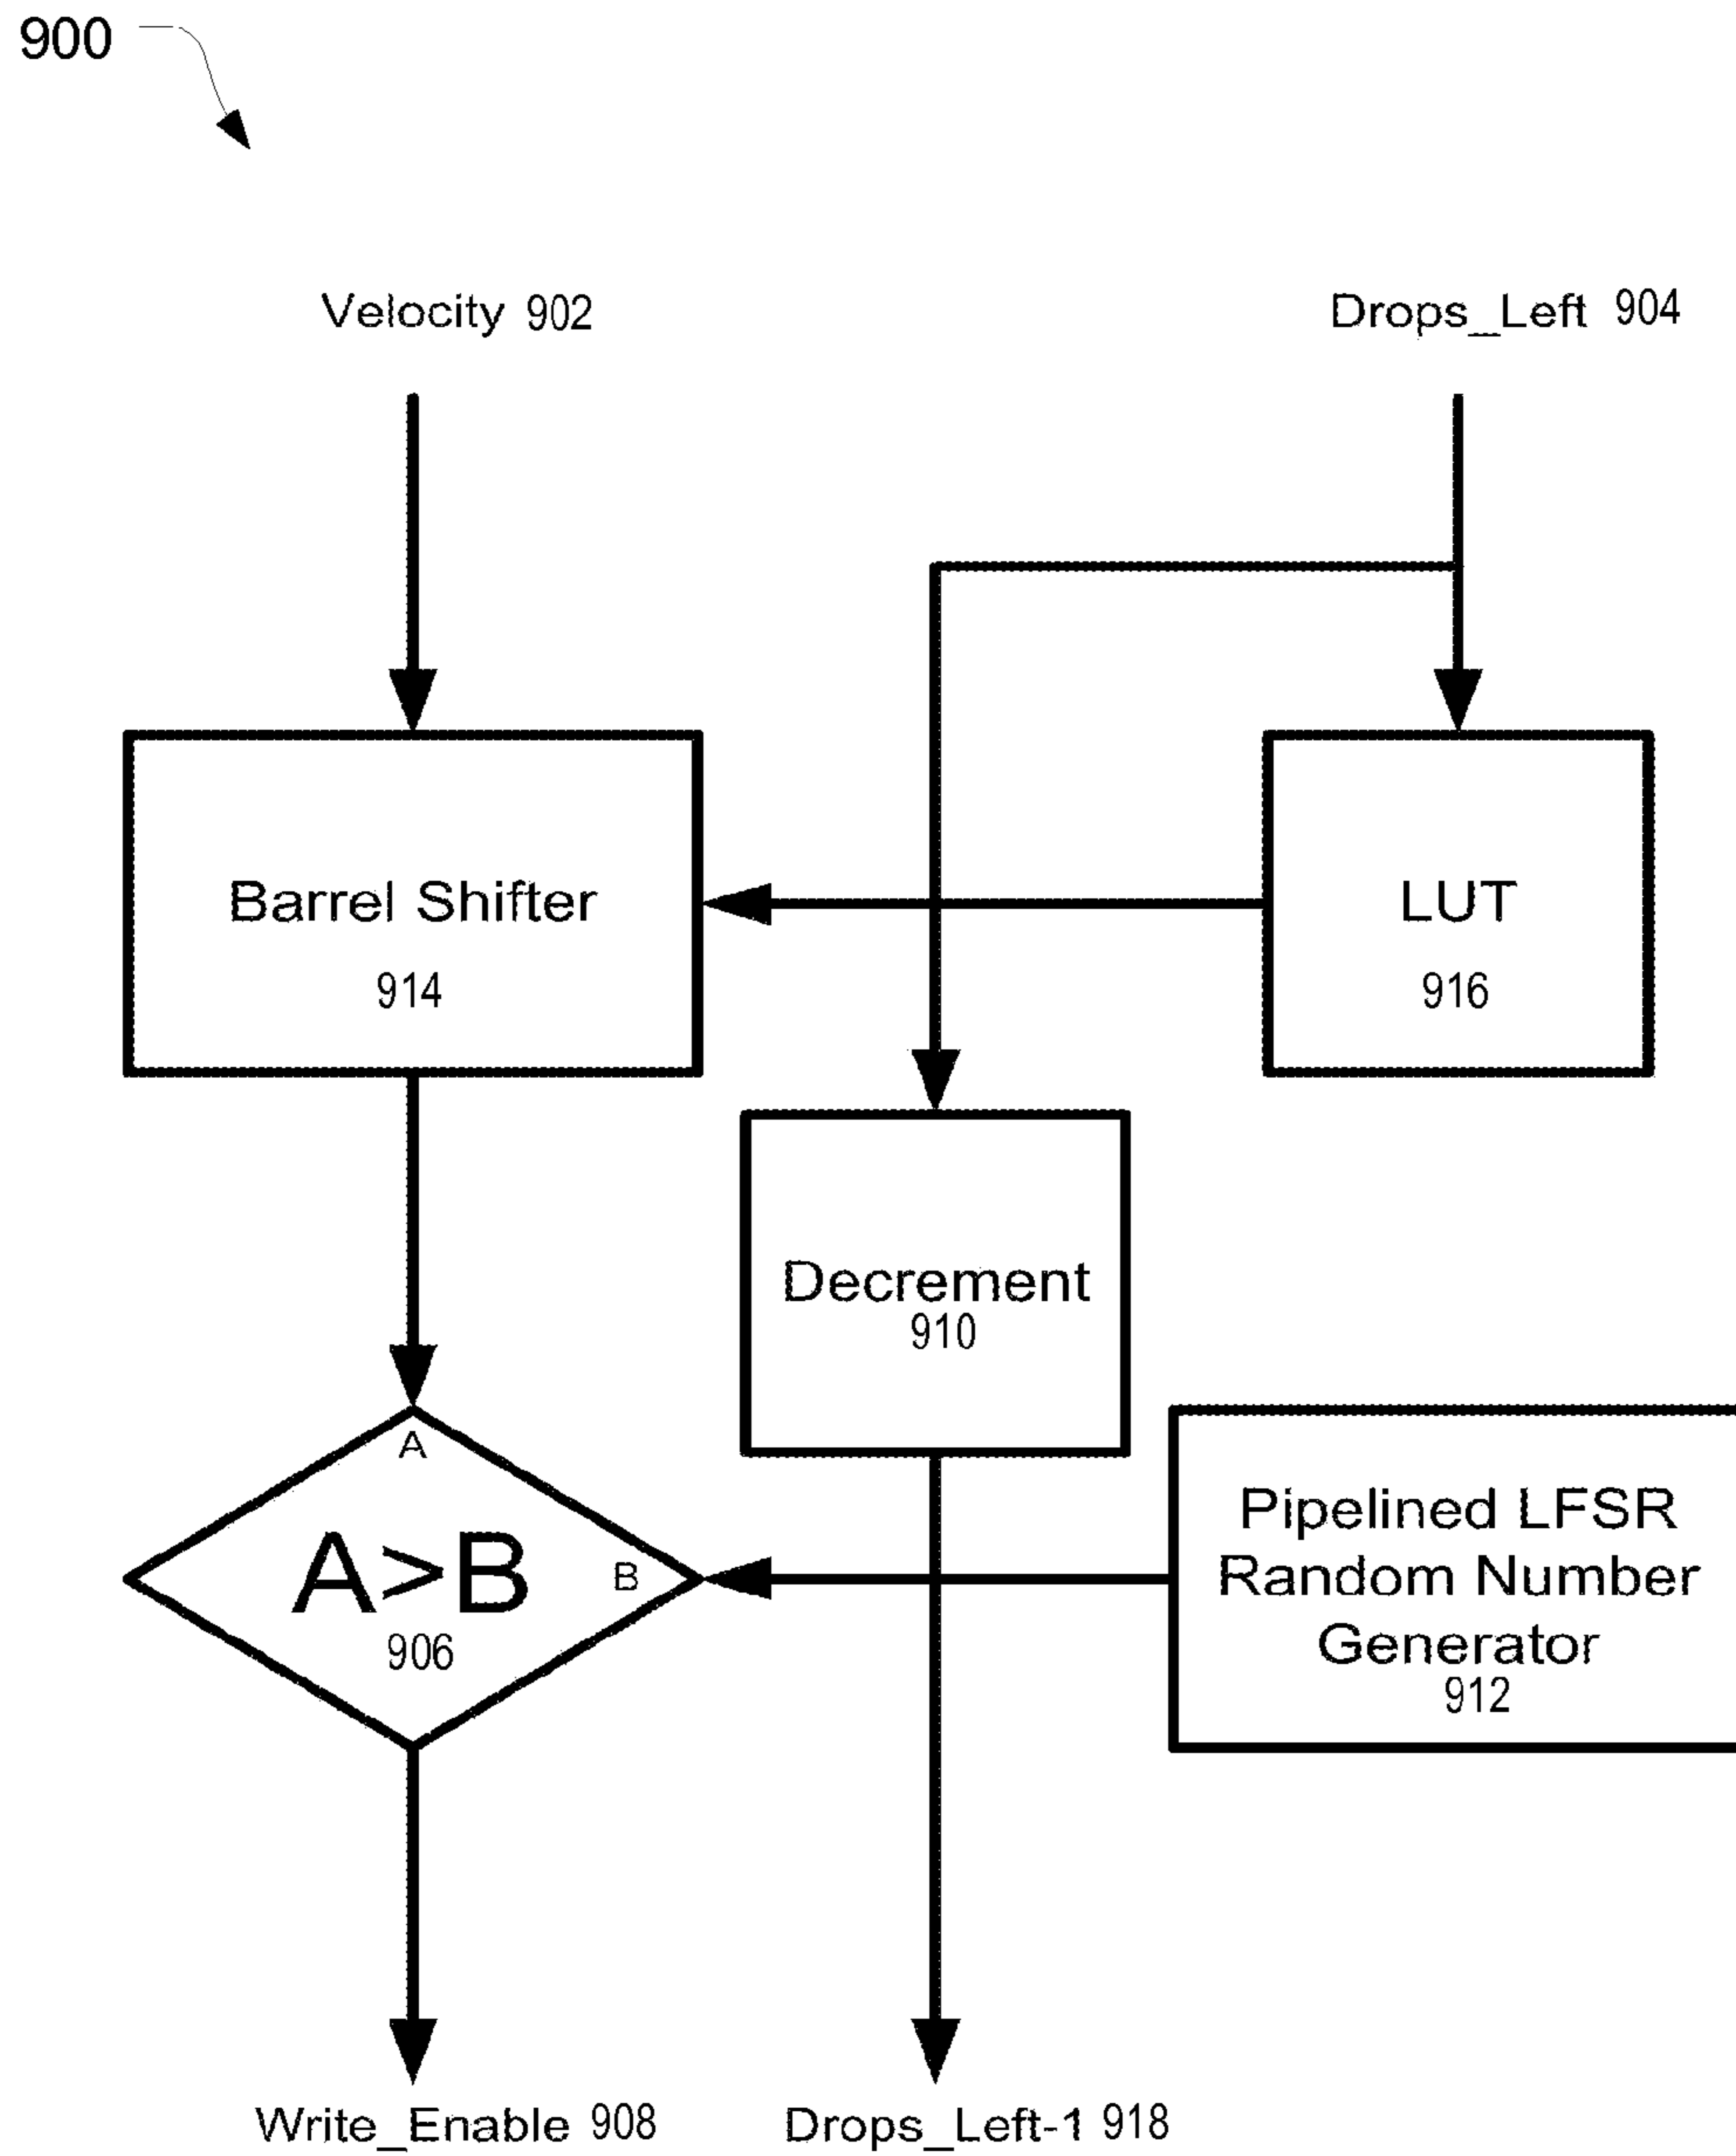 900
Velocity 902
Drops_Left 904
Barrel Shifter
914
LUT
916
Decrement
910
A
A>B
B
906
Pipelined LFSR
Random Number
Generator
912
Write_Enable 908
Drops_Left-1 918